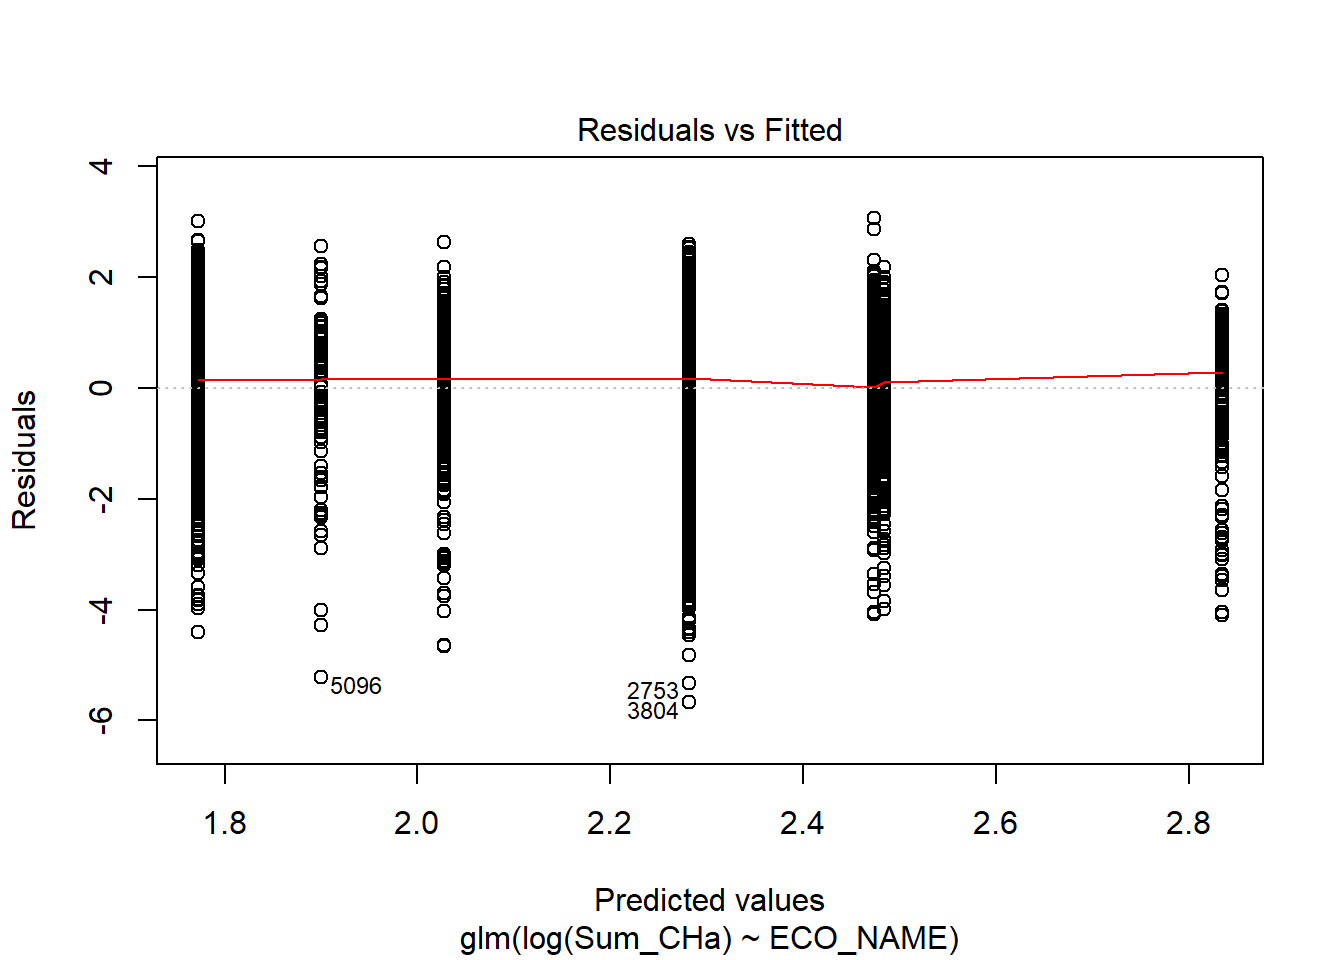 Residuals vs Fitted
Residuals
4
2
0
-2
-4
-6
5096
2753
3804
1.8 2.0 2.2 2.4 2.6 2.8
Predicted values
glm(log(Sum_CHa) ~ ECO_NAME)